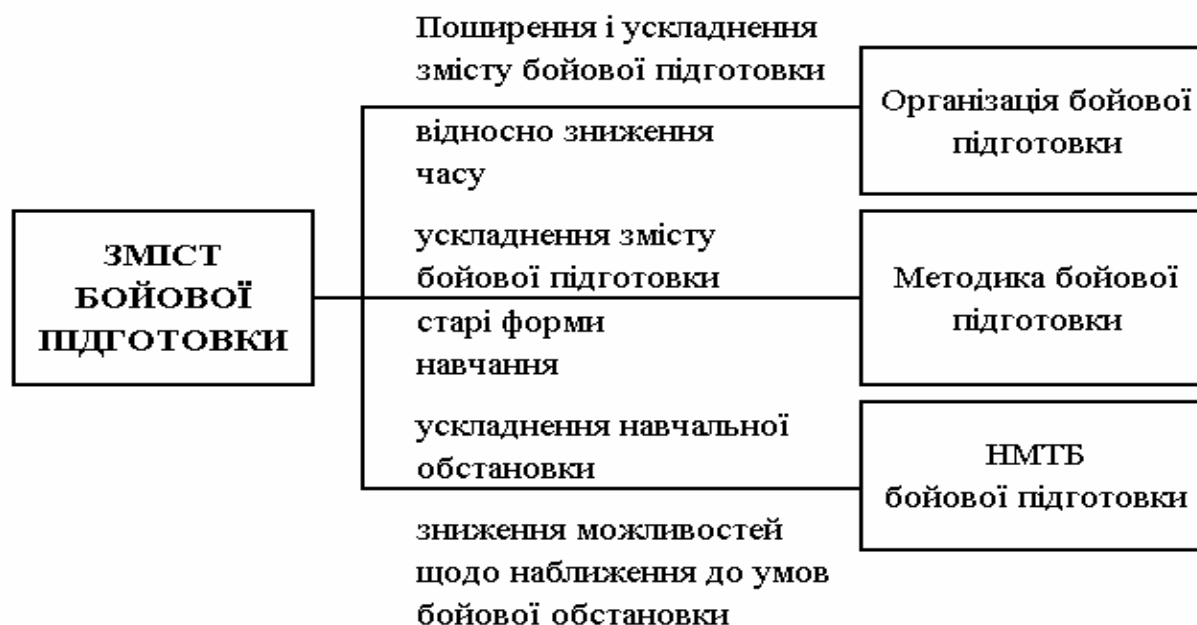 Поширення і ускладнення
змісту бойової підготовки
Організація бойової
підготовки
відносно зниження
часу
ЗМІСТ
БОЙОВОЇ
ПІДГОТОВКИ
ускладнення змісту
бойової підготовки
Методика бойової
підготовки
старі форми
навчання
ускладнення навчальної
обстановки
НМТБ
бойової підготовки
зниження можливостей
щодо наближення до умов
бойової обстановки